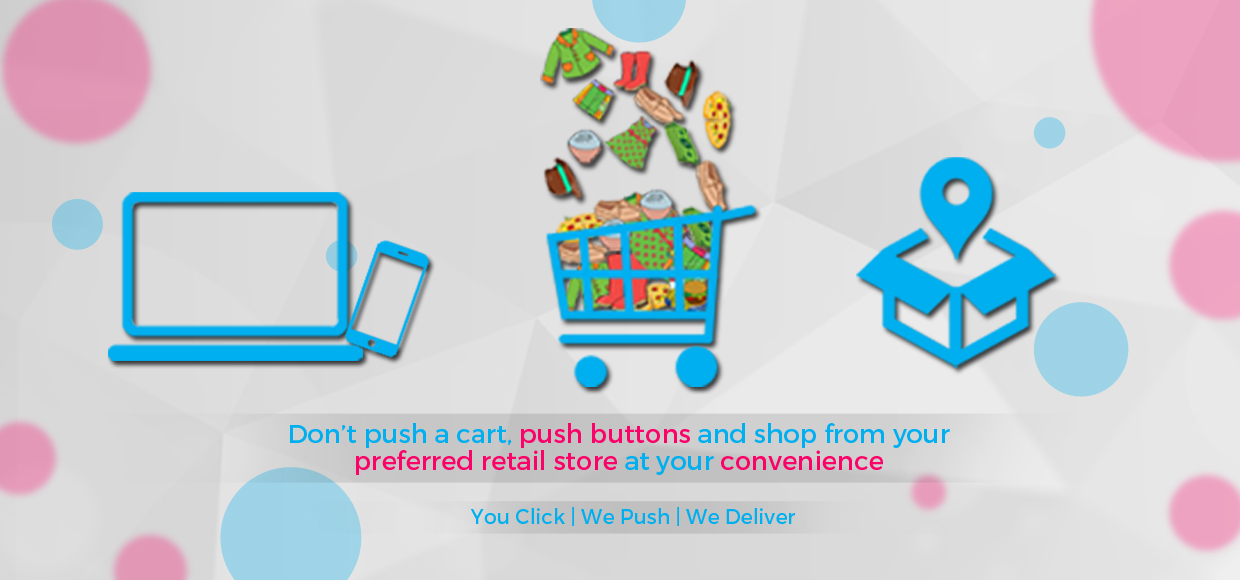 Don’t push a cart, push buttons and shop from your
preferred retail store at your convenience
You Click | We Push | We Deliver